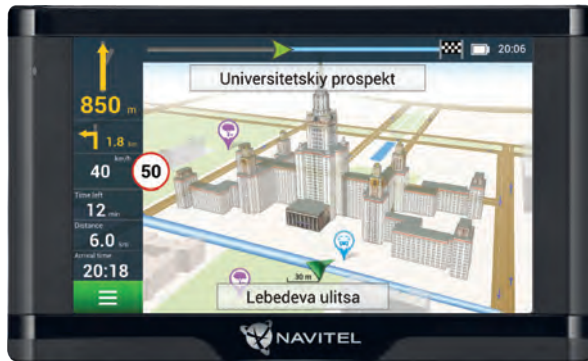 20:06
Universitetskiy prospekt
850 m
1.8 km
km/h
40
50
Time left
12 min
Distance
6.0 km
Arrival time
20:18
30 m
Lebedeva ulitsa
NAVITEL